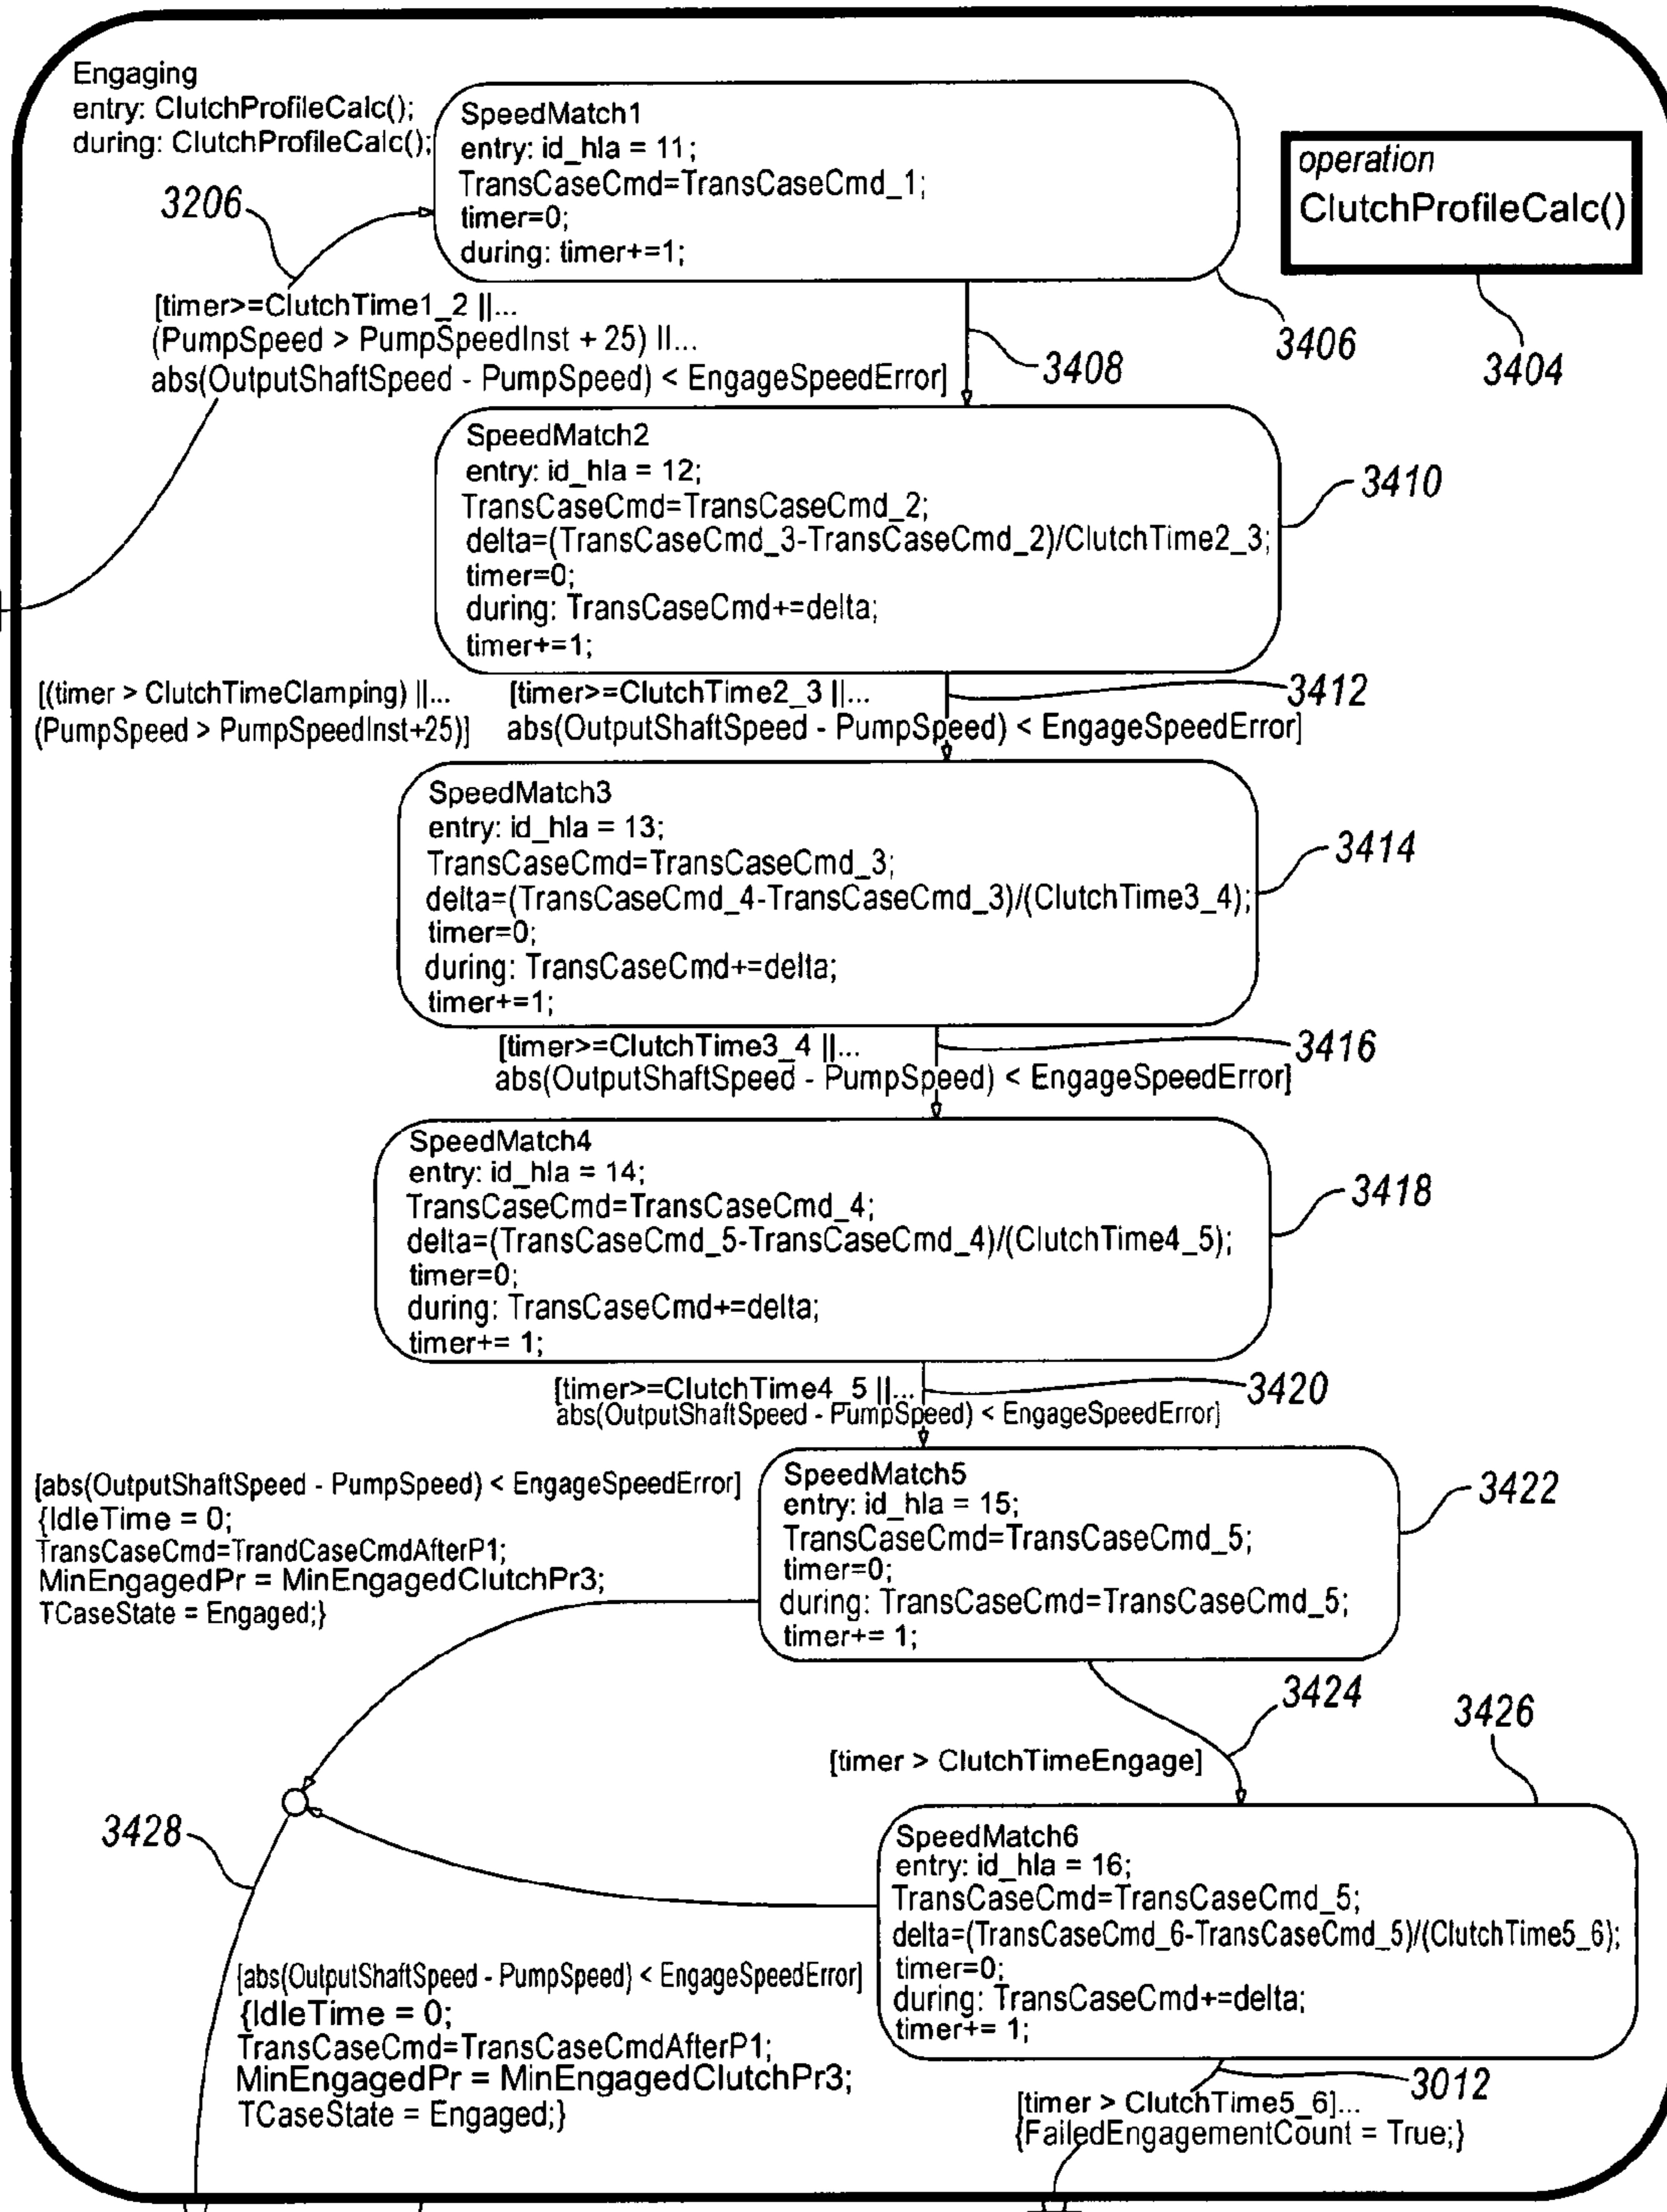 Engaging
entry: ClutchProfileCalc();
during: ClutchProfileCalc();
SpeedMatch1
entry: id_hla = 11;
TransCaseCmd=TransCaseCmd_1;
timer=0;
during: timer+=1;
operation
ClutchProfileCalc()
3206
3406
3404
[timer>=ClutchTime1_2 ||...
(PumpSpeed > PumpSpeedInst + 25) ||...
abs(OutputShaftSpeed - PumpSpeed) < EngageSpeedError]
3408
SpeedMatch2
entry: id_hla = 12;
TransCaseCmd=TransCaseCmd_2;
delta=(TransCaseCmd_3-TransCaseCmd_2)/ClutchTime2_3;
timer=0;
during: TransCaseCmd+=delta;
timer+=1;
3410
[(timer > ClutchTimeClamping) ||...
(PumpSpeed > PumpSpeedInst+25)]
[timer>=ClutchTime2_3 ||...
abs(OutputShaftSpeed - PumpSpeed) < EngageSpeedError]
3412
SpeedMatch3
entry: id_hla = 13;
TransCaseCmd=TransCaseCmd_3;
delta=(TransCaseCmd_4-TransCaseCmd_3)/(ClutchTime3_4);
timer=0;
during: TransCaseCmd+=delta;
timer+=1;
3414
[timer>=ClutchTime3_4 ||...
abs(OutputShaftSpeed - PumpSpeed) < EngageSpeedError]
3416
SpeedMatch4
entry: id_hla = 14;
TransCaseCmd=TransCaseCmd_4;
delta=(TransCaseCmd_5-TransCaseCmd_4)/(ClutchTime4_5);
timer=0;
during: TransCaseCmd+=delta;
timer+= 1;
3418
[timer>=ClutchTime4_5 ||...
abs(OutputShaftSpeed - PumpSpeed) < EngageSpeedError]
3420
[abs(OutputShaftSpeed - PumpSpeed) < EngageSpeedError]
{IdleTime = 0;
TransCaseCmd=TrandCaseCmdAfterP1;
MinEngagedPr = MinEngagedClutchPr3;
TCaseState = Engaged;}
SpeedMatch5
entry: id_hla = 15;
TransCaseCmd=TransCaseCmd_5;
timer=0;
during: TransCaseCmd=TransCaseCmd_5;
timer+= 1;
3422
3424
3426
[timer > ClutchTimeEngage]
3428
SpeedMatch6
entry: id_hla = 16;
TransCaseCmd=TransCaseCmd_5;
delta=(TransCaseCmd_6-TransCaseCmd_5)/(ClutchTime5_6);
timer=0;
during: TransCaseCmd+=delta;
timer+= 1;
[abs(OutputShaftSpeed - PumpSpeed) < EngageSpeedError]
{IdleTime = 0;
TransCaseCmd=TransCaseCmdAfterP1;
MinEngagedPr = MinEngagedClutchPr3;
TCaseState = Engaged;}
3012
[timer > ClutchTime5_6]...
{FailedEngagementCount = True;}